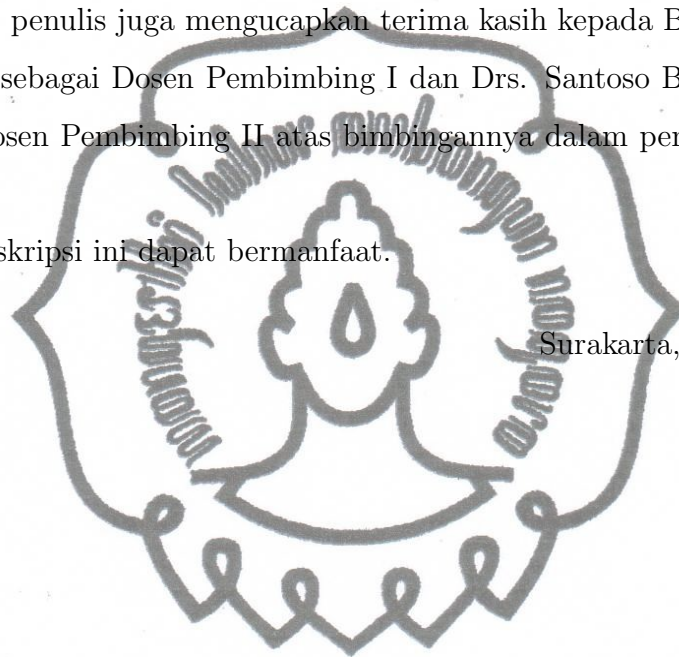 penulis juga mengucapkan terima kasih kepada B
sebagai Dosen Pembimbing I dan Drs. Santoso B
osen Pembimbing II atas bimbingannya dalam pen
skripsi ini dapat bermanfaat.
Surakarta,